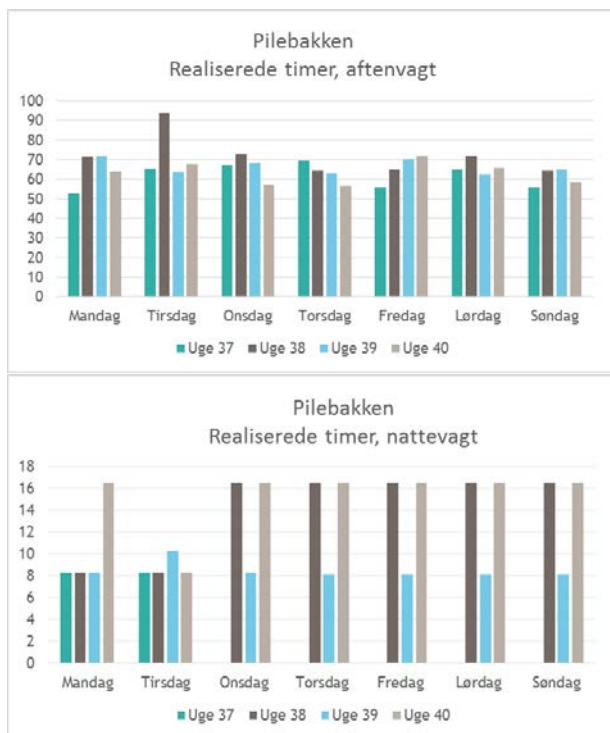 Pilebakken
Realiserede timer, aftenvagt
100
90
80
70
60
50
40
30
20
10
0
Mandag Tirsdag Onsdag Torsdag Fredag Lørdag Søndag
Uge 37 Uge 38 Uge 39 Uge 40
Pilebakken
Realiserede timer, nattevagt
18
16
14
12
10
8
6
4
2
0
Mandag Tirsdag Onsdag Torsdag Fredag Lørdag Søndag
Uge 37 Uge 38 Uge 39 Uge 40